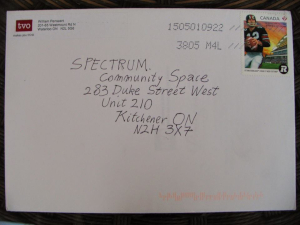 tvo
1505010922
3805 M4L
CANADA
SPECTRUM.
Community Space
283 Duke Street West
Unit 210
Kitchener ON
N2H 3X7